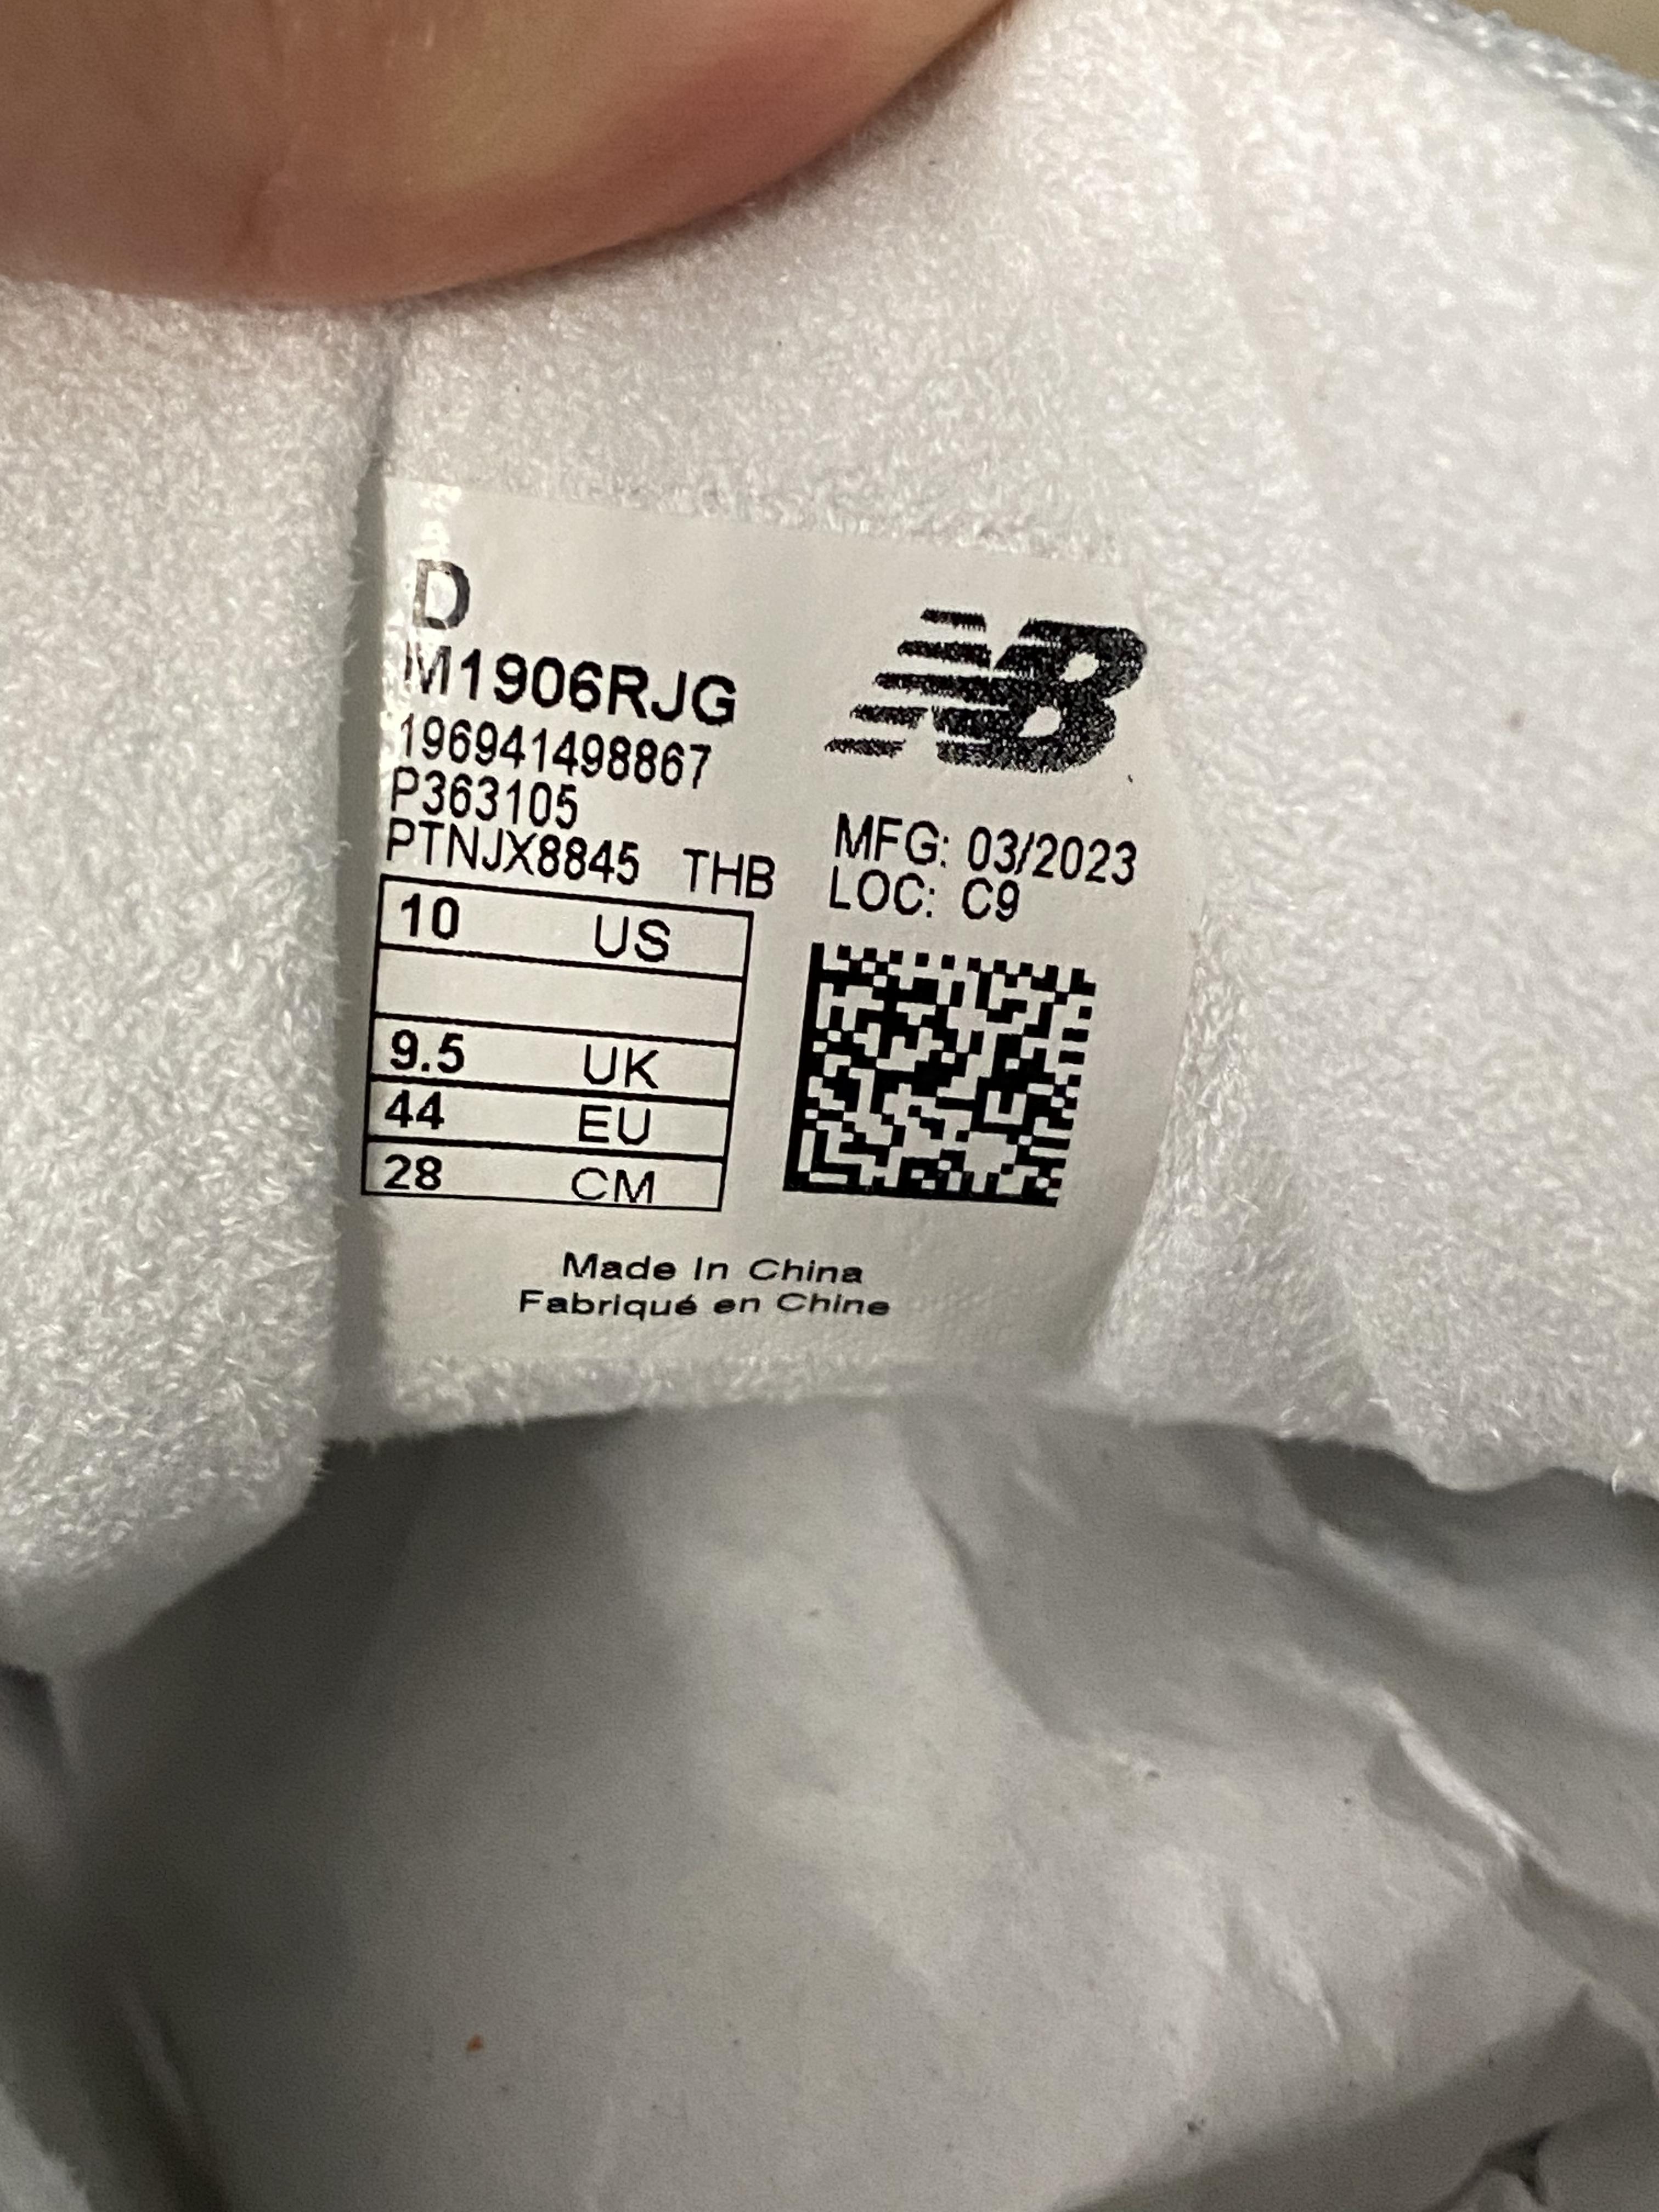 D
M1906RJG
196941498867
P363105
PTNJX8845 THB
NB
MFG: 03/2023
LOC: C9
10 US
9.5 UK
44 EU
28 CM
Made In China
Fabriqué en Chine